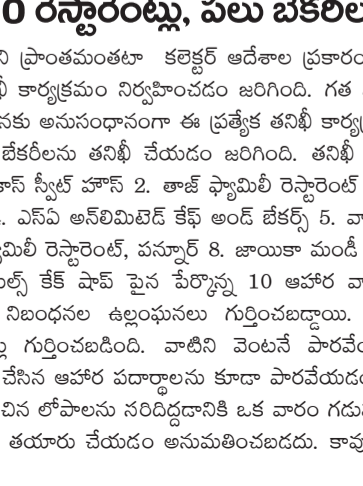 0 రెస్టారెంట్లు, పలు బేకరీల
ని ప్రాంతమంతటా కలెక్టర్ ఆదేశాల ప్రకారం
ఖీ కార్యక్రమం నిర్వహించడం జరిగింది. గత
నకు అనుసంధానంగా ఈ ప్రత్యేక తనిఖీ కార్య
బేకరీలను తనిఖీ చేయడం జరిగింది. తనిఖీ
కాస్ స్వీట్ హౌస్ 2. తాజ్ ఫ్యామిలీ రెస్టారెంట్
. ఎస్ఏ అన్‌లిమిటెడ్ కేఫ్ అండ్ బేకర్స్ 5. వా
మిలీ రెస్టారెంట్, పన్నూర్ 8. జాయికా మండీ
ుల్స్ కేక్ షాప్ పైన పేర్కొన్న 10 ఆహార వా
నిబంధనల ఉల్లంఘనలు గుర్తించబడ్డాయి.
్లు గుర్తించబడింది. వాటిని వెంటనే పారవే
చేసిన ఆహార పదార్థాలను కూడా పారవేయడం
చిన లోపాలను సరిదిద్దడానికి ఒక వారం గడు
తయారు చేయడం అనుమతించబడదు. కావు